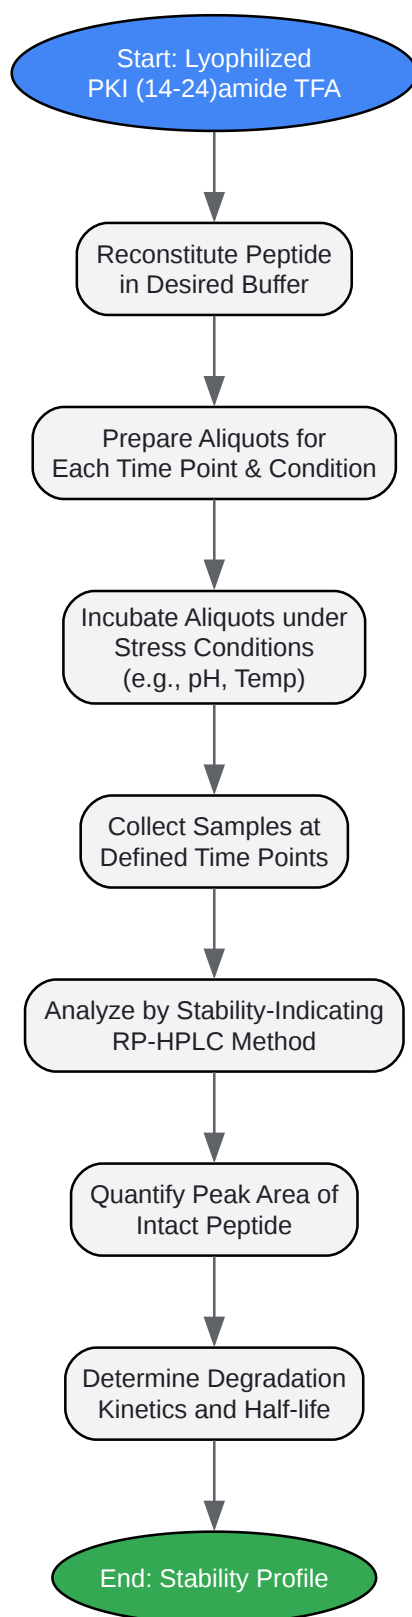 Start: Lyophilized
PKI (14-24)amide TFA
Reconstitute Peptide
in Desired Buffer
Prepare Aliquots for
Each Time Point & Condition
Incubate Aliquots under
Stress Conditions
(e.g., pH, Temp)
Collect Samples at
Defined Time Points
Analyze by Stability-Indicating
RP-HPLC Method
Quantify Peak Area of
Intact Peptide
Determine Degradation
Kinetics and Half-life
End: Stability Profile